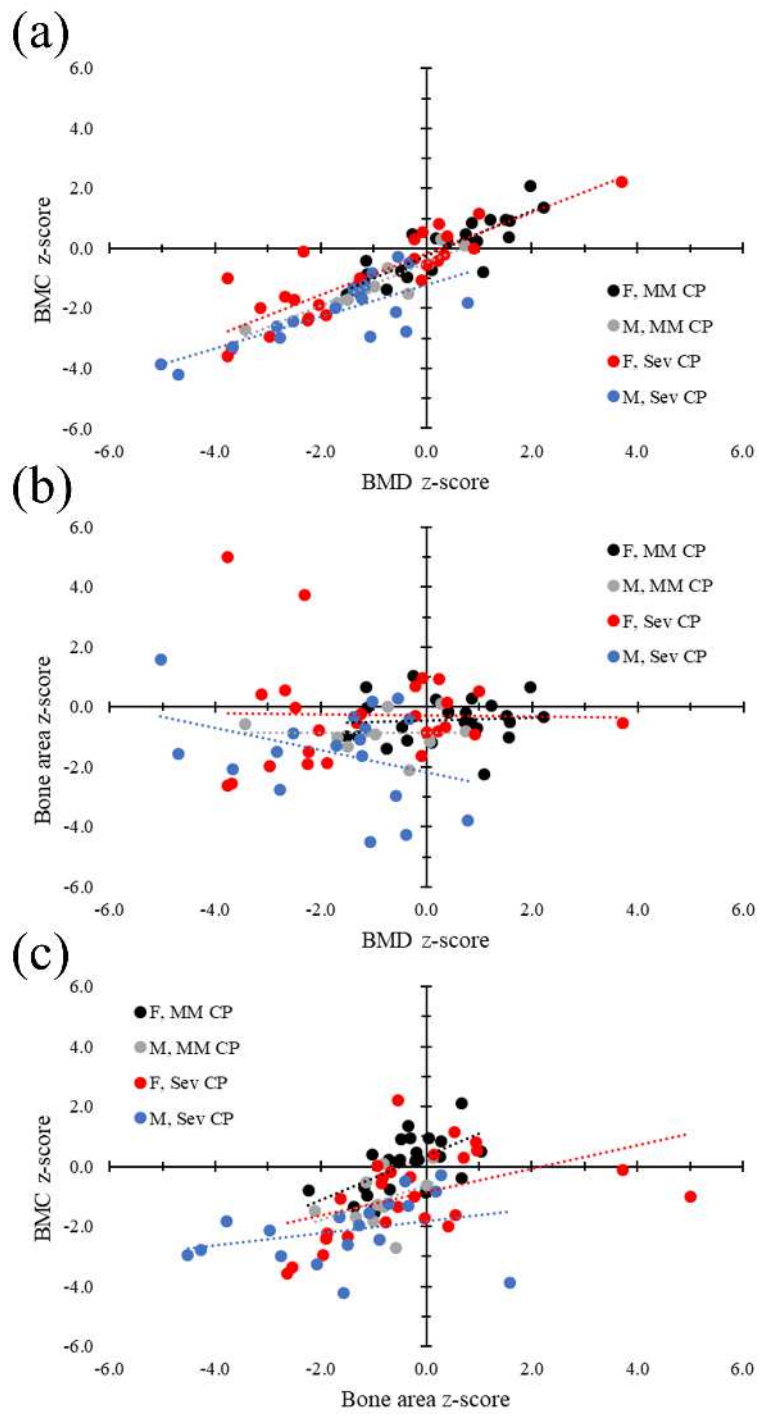 (a)
6.0
4.0
2.0
0.0
-2.0
-4.0
-6.0
BMC z-score
F, MM CP
M, MM CP
F, Sev CP
M, Sev CP
-6.0 -4.0 -2.0 0.0 2.0 4.0 6.0
BMD z-score
(b)
6.0
4.0
2.0
0.0
-2.0
-4.0
-6.0
Bone area z-score
F, MM CP
M, MM CP
F, Sev CP
M, Sev CP
-6.0 -4.0 -2.0 0.0 2.0 4.0 6.0
BMD z-score
(c)
6.0
4.0
2.0
0.0
-2.0
-4.0
-6.0
BMC z-score
F, MM CP
M, MM CP
F, Sev CP
M, Sev CP
-6.0 -4.0 -2.0 0.0 2.0 4.0 6.0
Bone area z-score